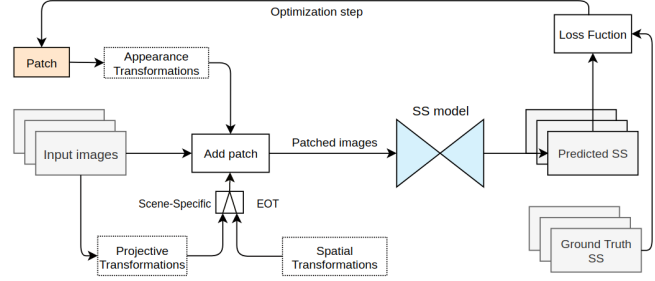 Optimization step
Loss Fuction
Patch
Appearance
Transformations
SS model
Input images
Add patch
Patched images
Predicted SS
Scene-Specific
EOT
Projective
Transformations
Spatial
Transformations
Ground Truth
SS